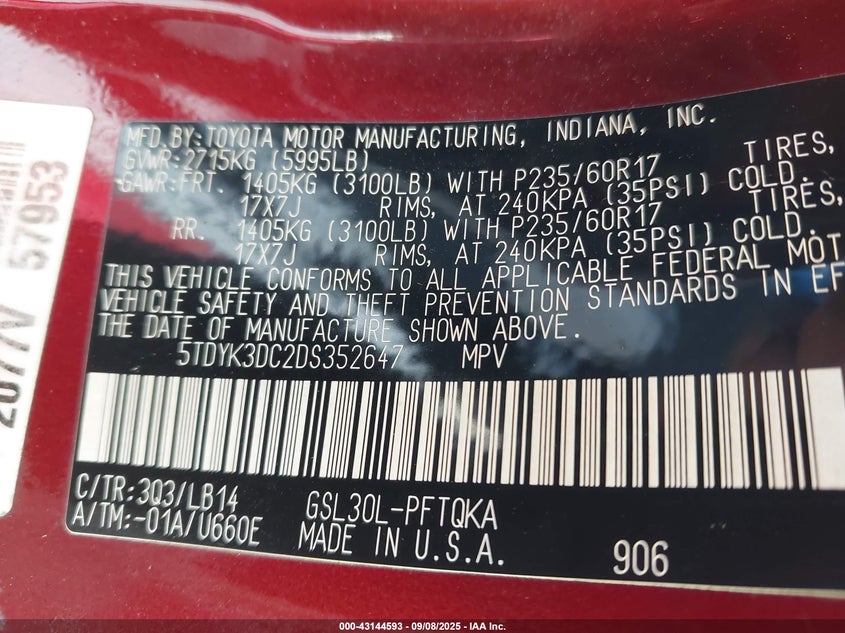 MFD.BY:TOYOTA MOTOR MANUFACTURING, INDIANA, INC.
GVWR:2715KG (5995LB)
GAWR:FRT. 1405KG (3100LB) WITH P235/60R17 TIRES,
17X7J RIMS, AT 240KPA (35PSI) COLD.
RR. 1405KG (3100LB) WITH P235/60R17 TIRES,
17X7J RIMS, AT 240KPA (35PSI) COLD.
THIS VEHICLE CONFORMS TO ALL APPLICABLE FEDERAL MOT
VEHICLE SAFETY AND THEFT PREVENTION STANDARDS IN EF
THE DATE OF MANUFACTURE SHOWN ABOVE.
5TDYK3DC2DS352647 MPV
C/TR:3Q3/LB14 GSL30L-PFTQKA
A/TM:-01A/U660E MADE IN U.S.A.
906
57953
000-43144593 - 09/08/2025 - IAA Inc.